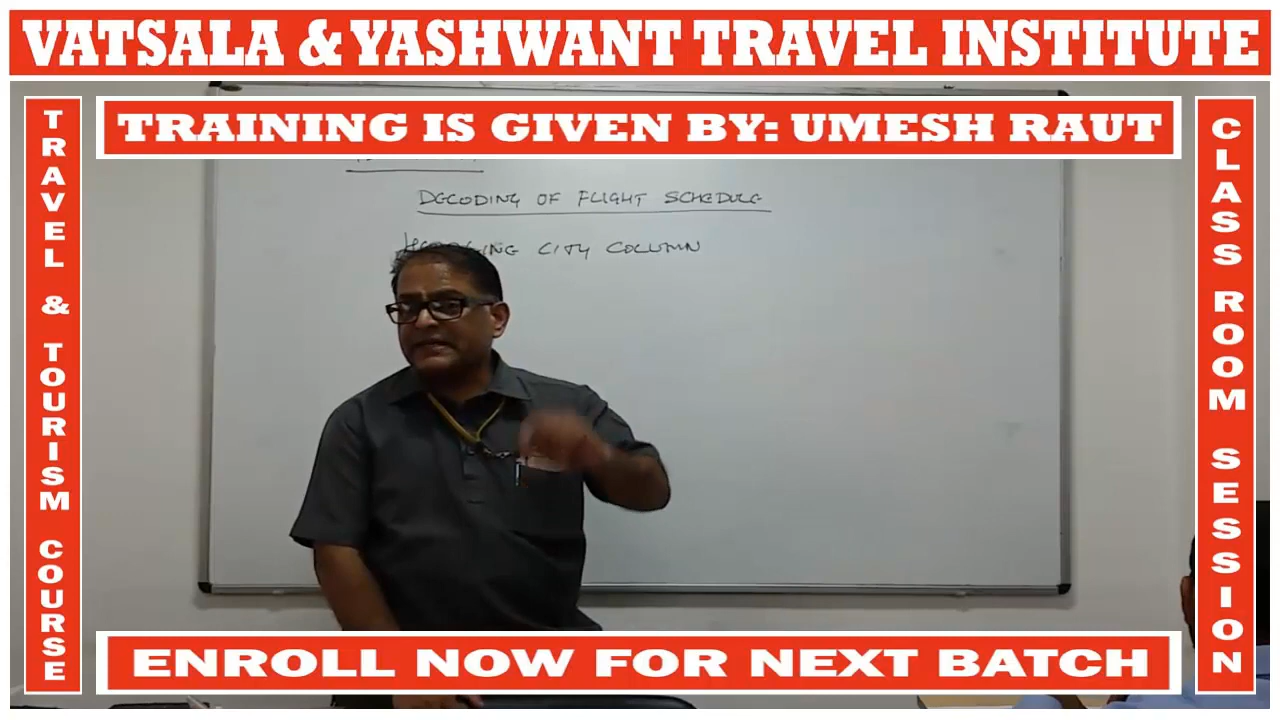 VATSALA & YASHWANT TRAVEL INSTITUTE
TRAINING IS GIVEN BY: UMESH RAUT
TRAVEL & TOURISM COURSE
CLASS ROOM SESSION
DECODING OF FLIGHT SCHEDULE
CITY COLUMN
ENROLL NOW FOR NEXT BATCH